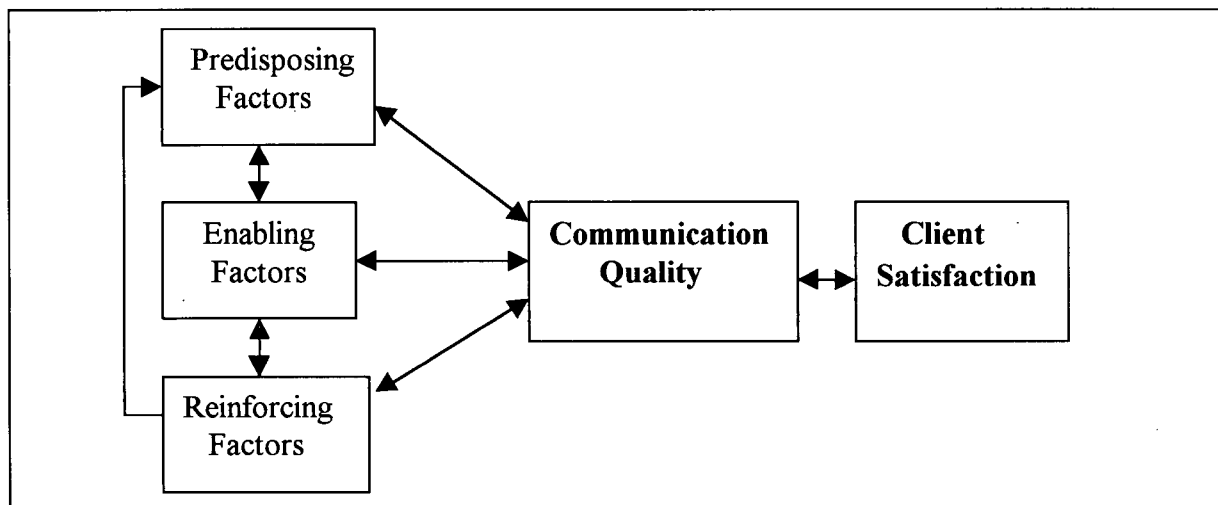 Predisposing
Factors
Enabling
Factors
Reinforcing
Factors
Communication
Quality
Client
Satisfaction